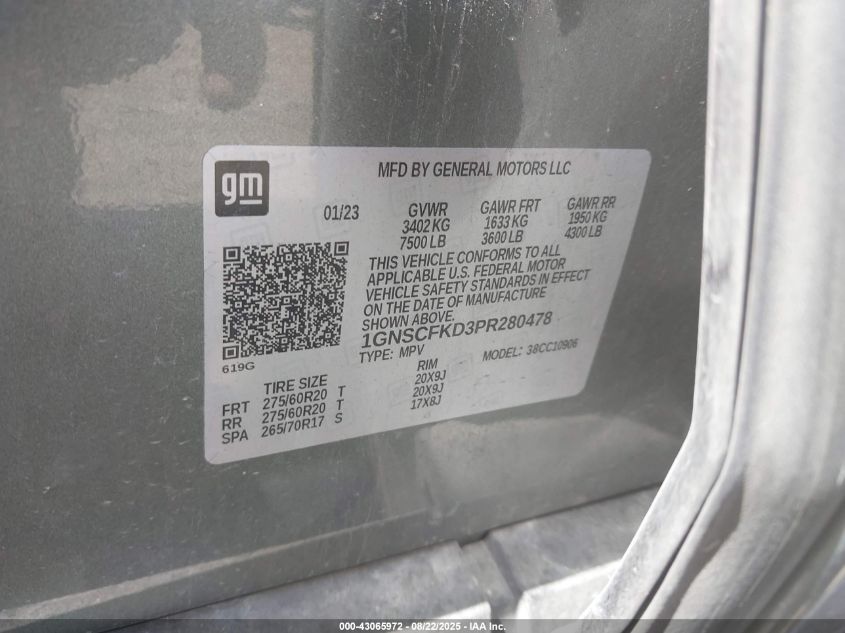 gm
MFD BY GENERAL MOTORS LLC
01/23
GVWR GAWR FRT GAWR RR
3402 KG 1633 KG 1950 KG
7500 LB 3600 LB 4300 LB
THIS VEHICLE CONFORMS TO ALL
APPLICABLE U.S. FEDERAL MOTOR
VEHICLE SAFETY STANDARDS IN EFFECT
ON THE DATE OF MANUFACTURE
SHOWN ABOVE.
1GNSCFKD3PR280478
TYPE: MPV MODEL: 38CC10906
619G
TIRE SIZE RIM
FRT 275/60R20 T 20X9J
RR 275/60R20 T 20X9J
SPA 265/70R17 S 17X8J
000-43065972 - 08/22/2025 - IAA Inc.